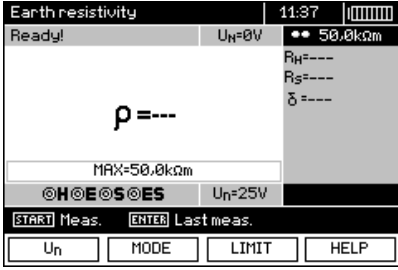 Earth resistivity 11:37
Ready! UN=0V 50,0kΩm
RH=---
RS=---
δ=---
ρ=---
MAX=50,0kΩm
H E S ES Un=25V
START Meas. ENTER Last meas.
Un MODE LIMIT HELP